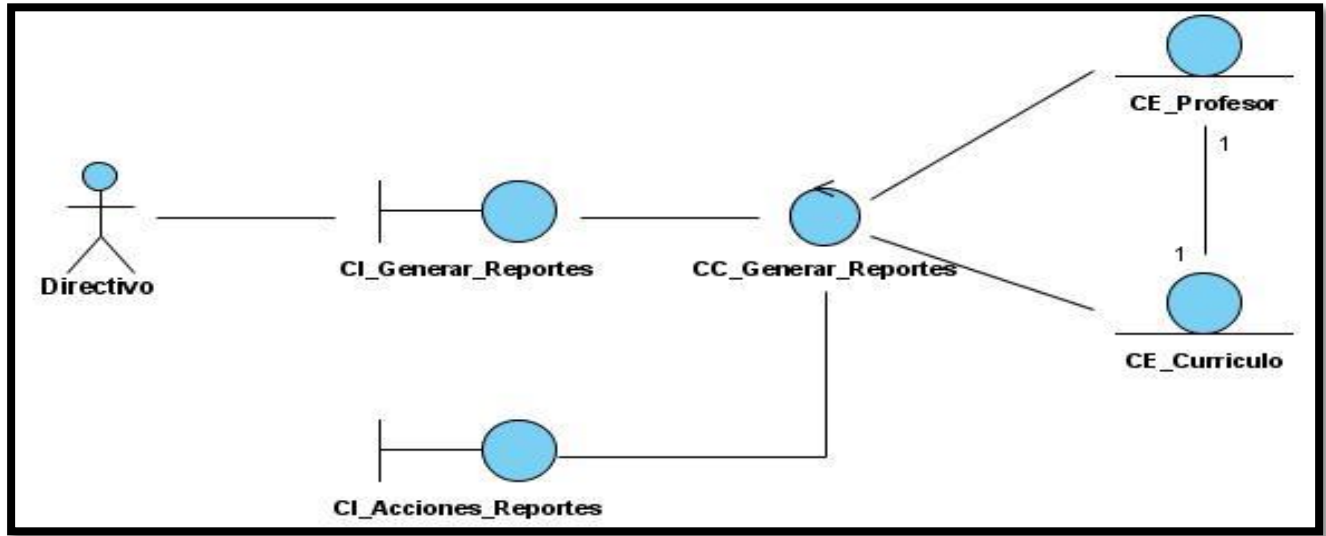 CE_Profesor
1
1
Directivo
CI_Generar_Reportes
CC_Generar_Reportes
CE_Curriculo
CI_Acciones_Reportes